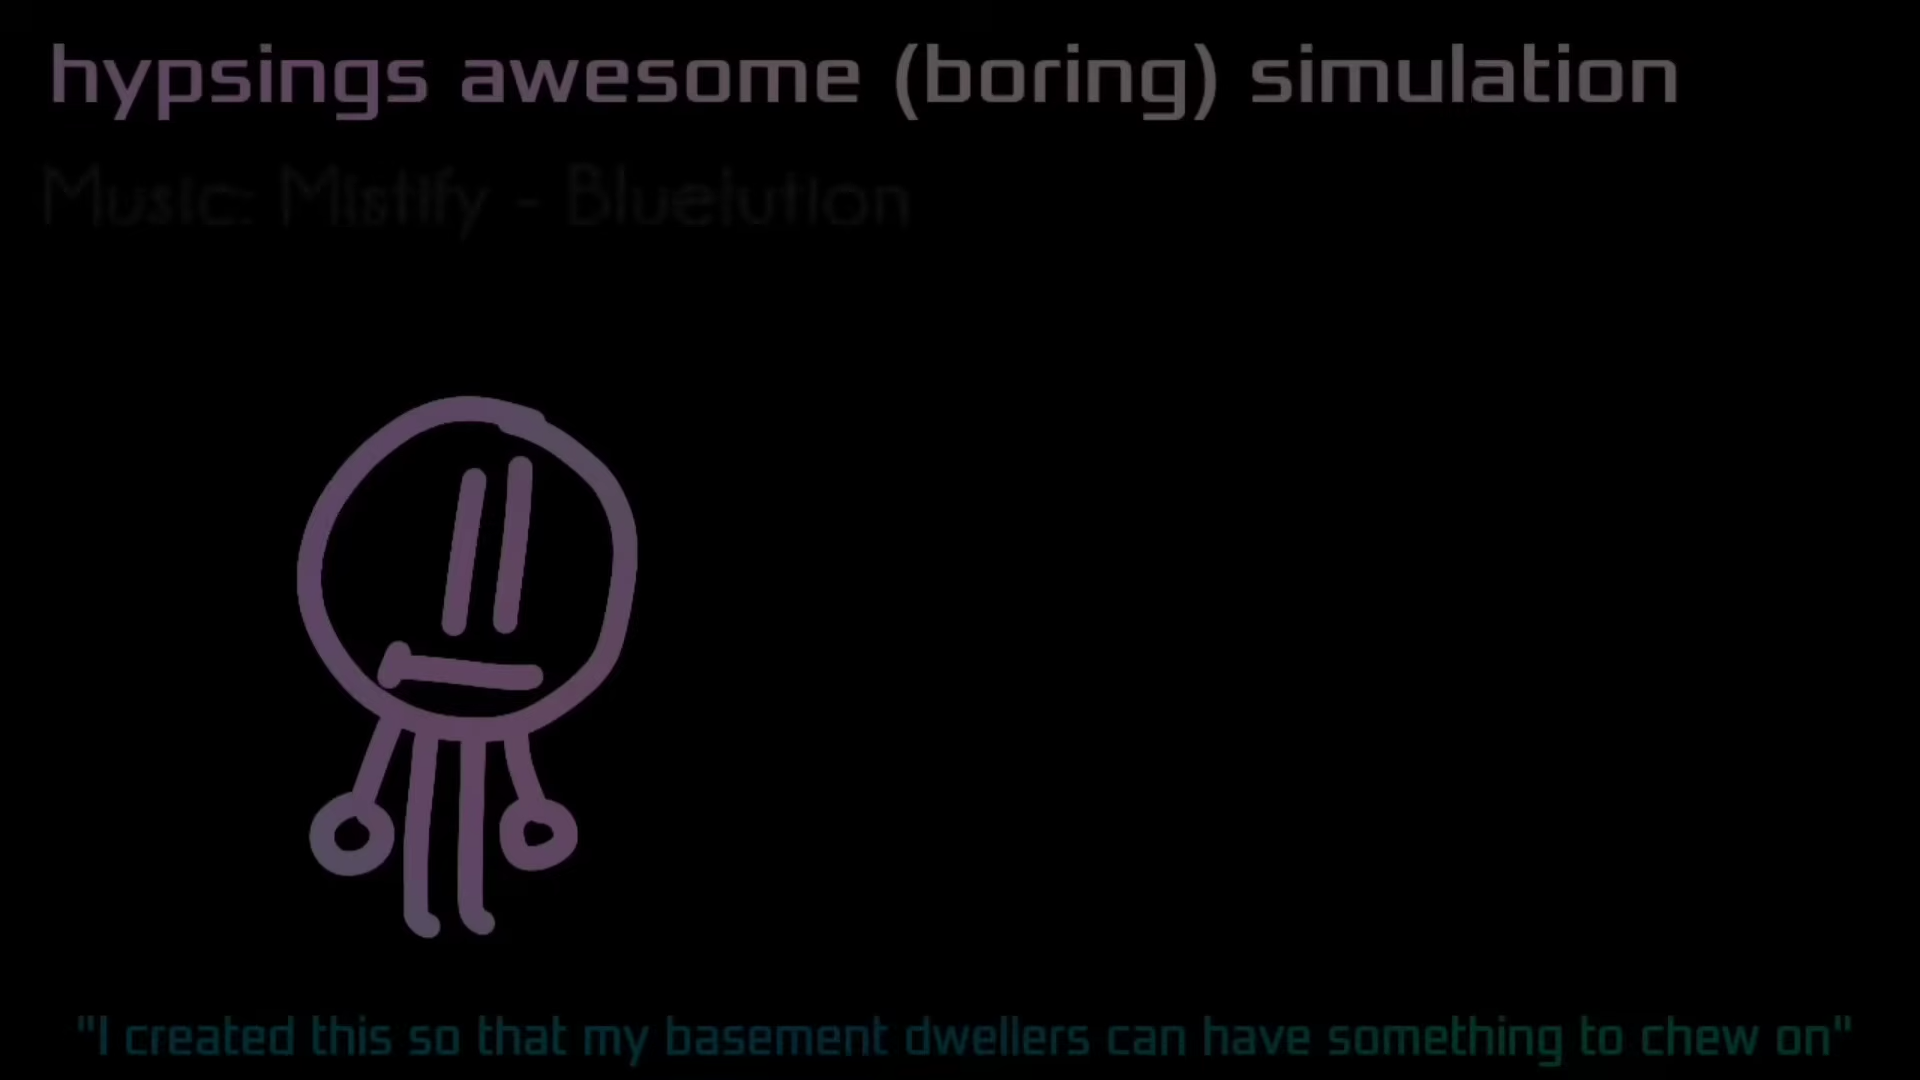 hypsings awesome (boring) simulation
Music: Mistify - Bluelution
"I created this so that my basement dwellers can have something to chew on"